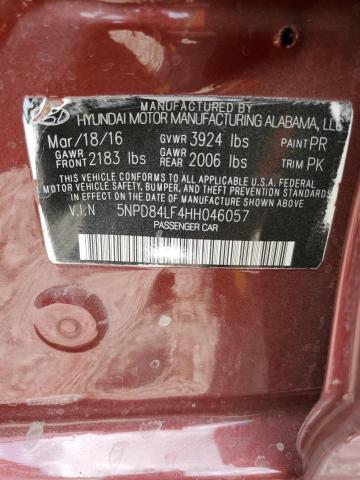 HYUNDAI MOTOR MANUFACTURING ALABAMA, LLC
Mar/18/16 GVWR 3924 lbs PAINT PR
GAWR FRONT 2183 lbs GAWR REAR 2006 lbs TRIM PK
THIS VEHICLE CONFORMS TO ALL APPLICABLE U.S.A. FEDERAL
MOTOR VEHICLE SAFETY, BUMPER, AND THEFT PREVENTION STANDARDS
IN EFFECT ON THE DATE OF MANUFACTURE SHOWN ABOVE.
V.I.N 5NPD84LF4HH046057
PASSENGER CAR